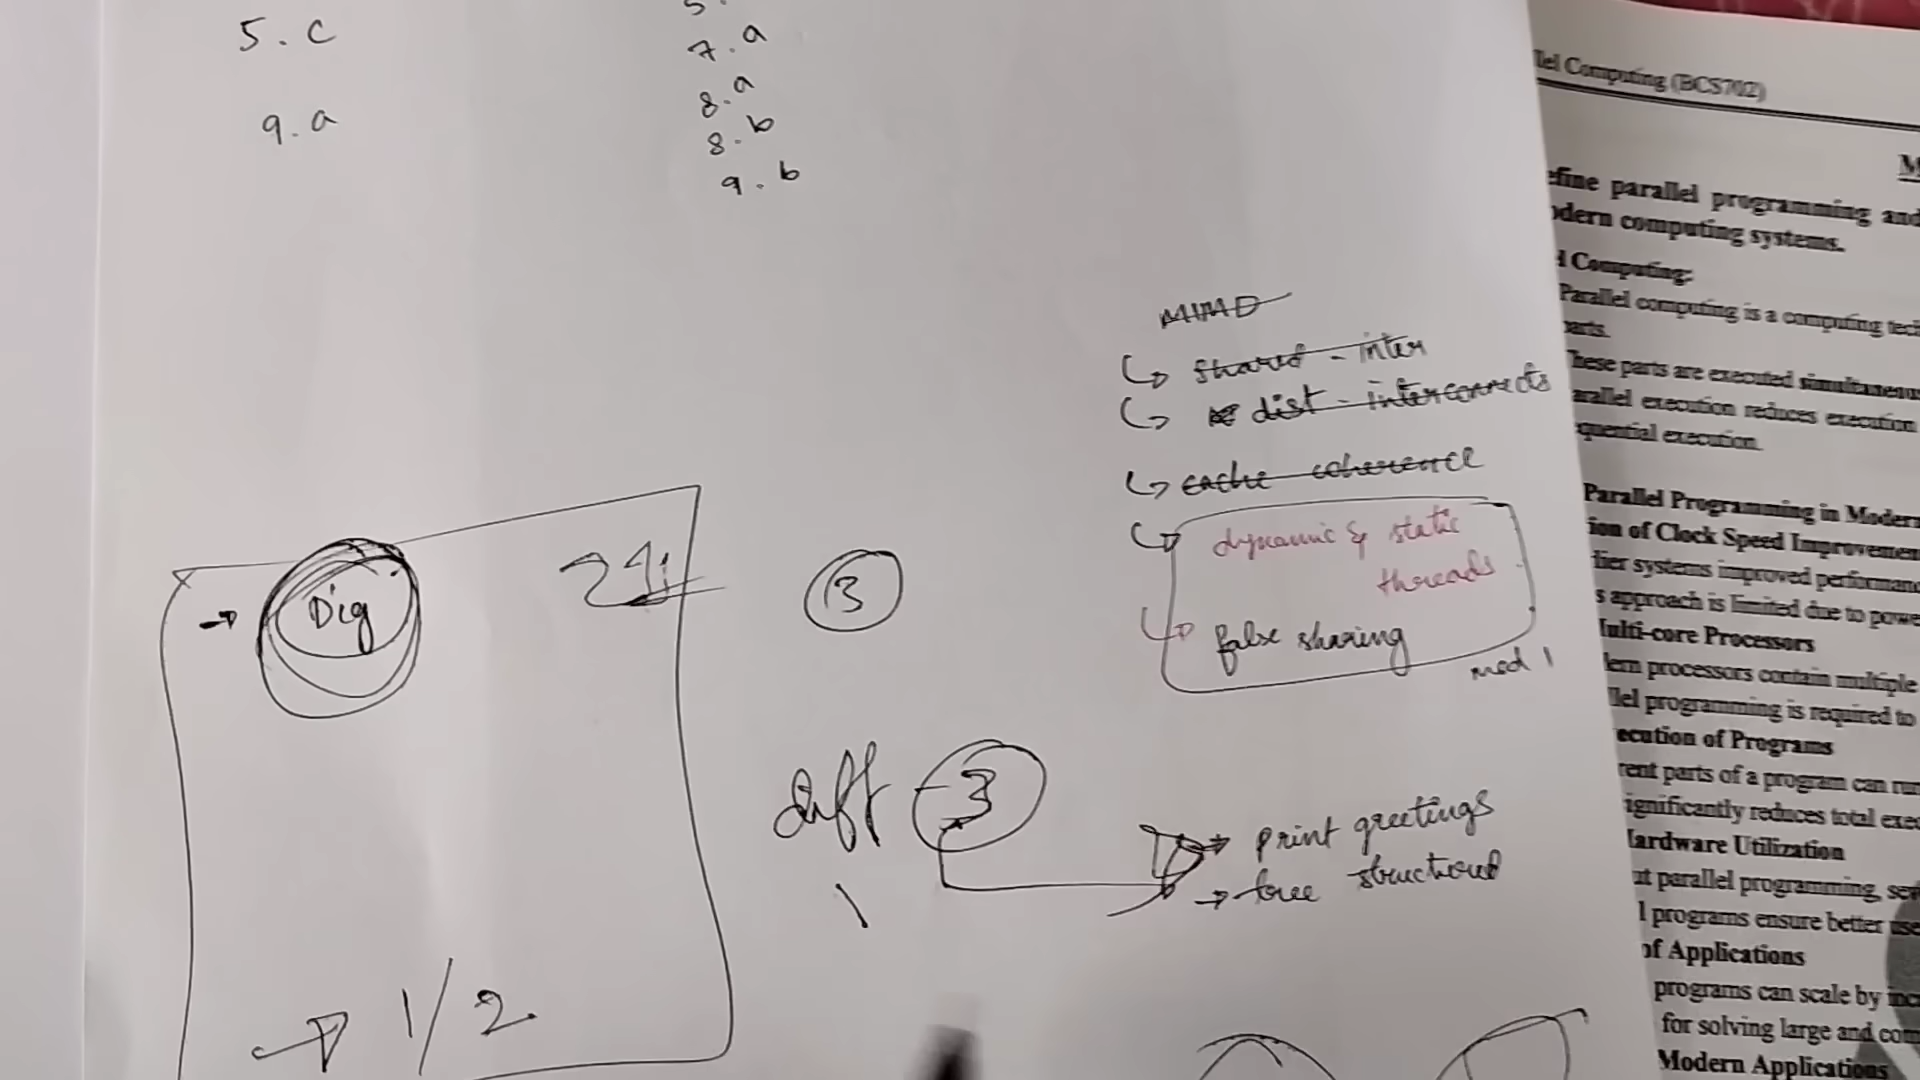 5. c
9. a
7. a
8. a
8. b
9. b
MIMD
shared - inter
dist - interconnects
cache coherence
dynamic & static
threads
false sharing
mod 1
Dig
3
diff 3
print greetings
tree structured
1/2
llel Computing (BCS702)
efine parallel programming and
odern computing systems.
l Computing:
Parallel computing is a computing tech
parts.
These parts are executed simultaneous
arallel execution reduces execution
quential execution.
Parallel Programming in Modern
ion of Clock Speed Improvemen
lier systems improved performanc
s approach is limited due to powe
Multi-core Processors
dern processors contain multiple
llel programming is required to
ecution of Programs
rent parts of a program can run
ignificantly reduces total exec
Hardware Utilization
ut parallel programming, sev
l programs ensure better use
of Applications
programs can scale by inc
for solving large and com
Modern Applications